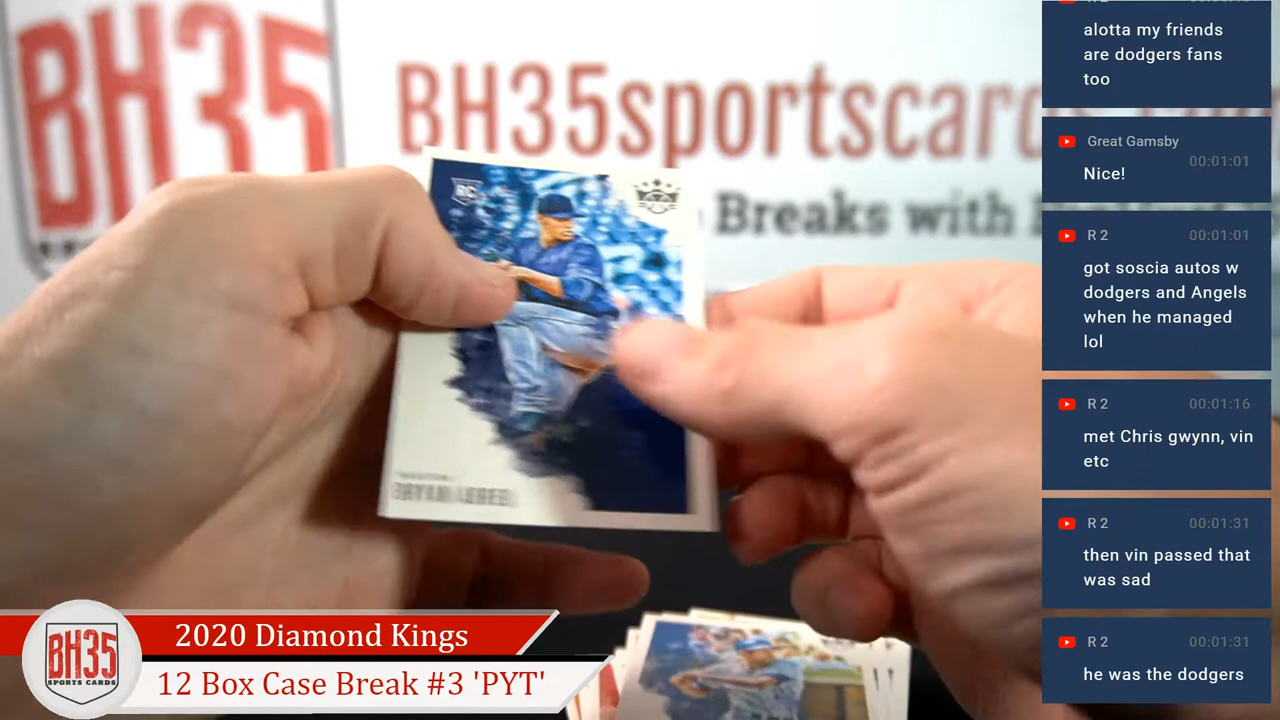 BH35
BH35sportscards
Breaks with
RC
alotta my friends
are dodgers fans
too
Great Gamsby
00:01:01
Nice!
R 2
00:01:01
got soscia autos w
dodgers and Angels
when he managed
lol
R 2
00:01:16
met Chris gwynn, vin
etc
R 2
00:01:31
then vin passed that
was sad
R 2
00:01:31
he was the dodgers
BH35
SPORTS CARDS
2020 Diamond Kings
12 Box Case Break #3 'PYT'